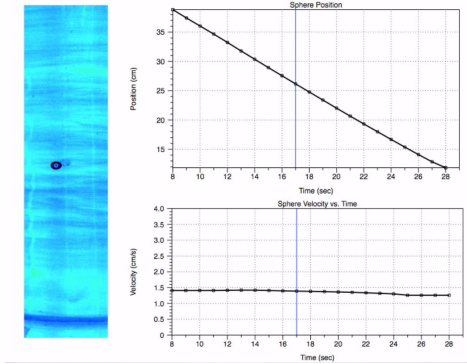 Sphere Position
Position (cm)
35
30
25
20
15
8 10 12 14 16 18 20 22 24 26 28
Time (sec)
Sphere Velocity vs. Time
Velocity (cm/s)
4.0
3.5
3.0
2.5
2.0
1.5
1.0
0.5
0
8 10 12 14 16 18 20 22 24 26 28
Time (sec)